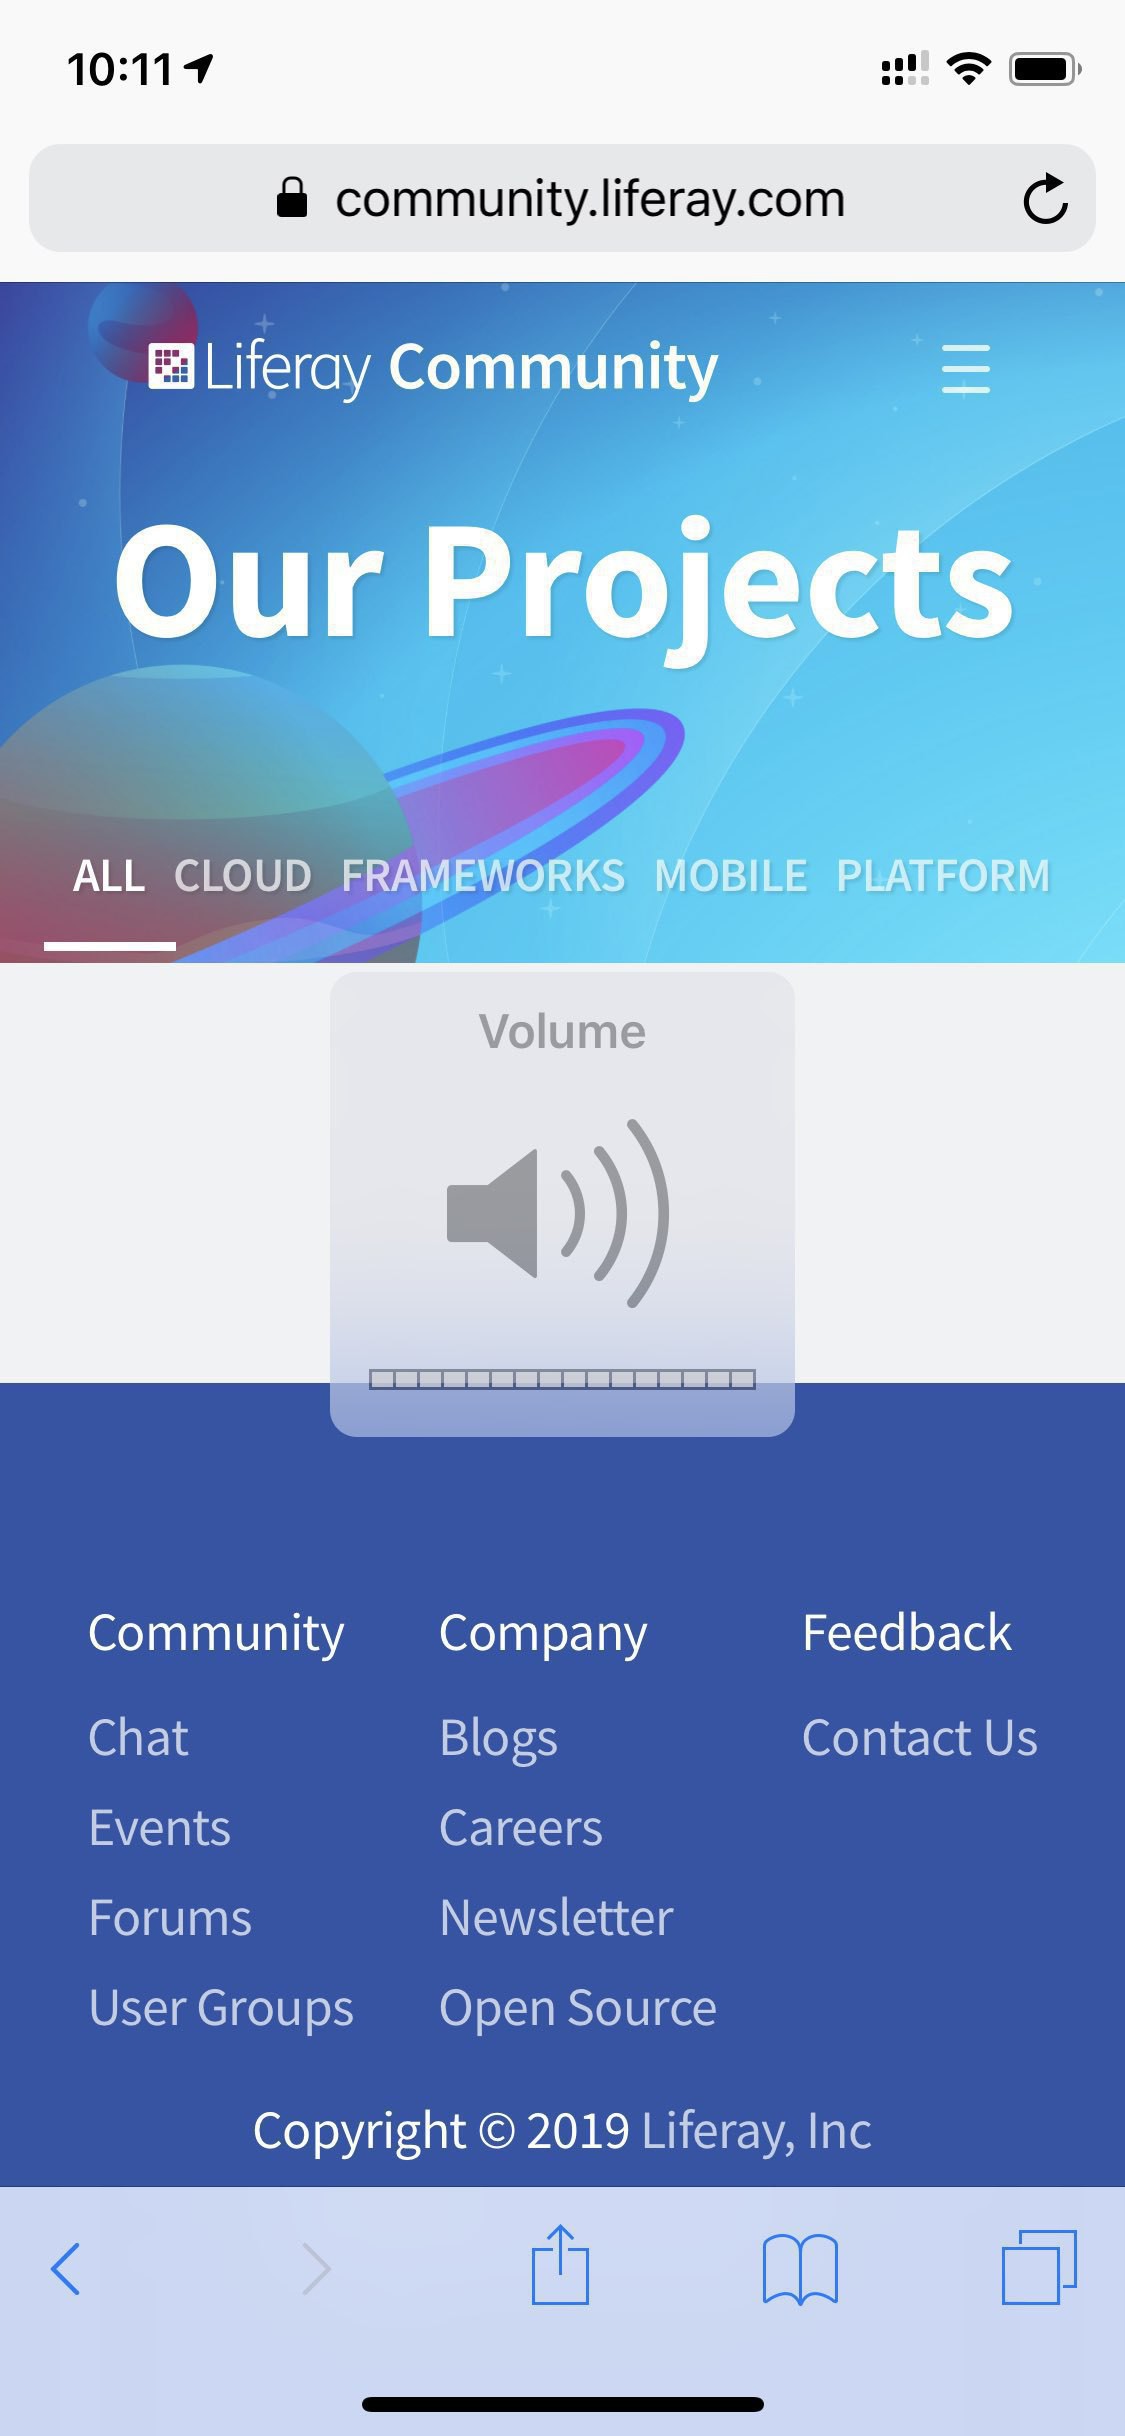 10:11
community.liferay.com
Liferay Community
Our Projects
ALL CLOUD FRAMEWORKS MOBILE PLATFORM
Volume
Community
Chat
Events
Forums
User Groups
Company
Blogs
Careers
Newsletter
Open Source
Feedback
Contact Us
Copyright © 2019 Liferay, Inc